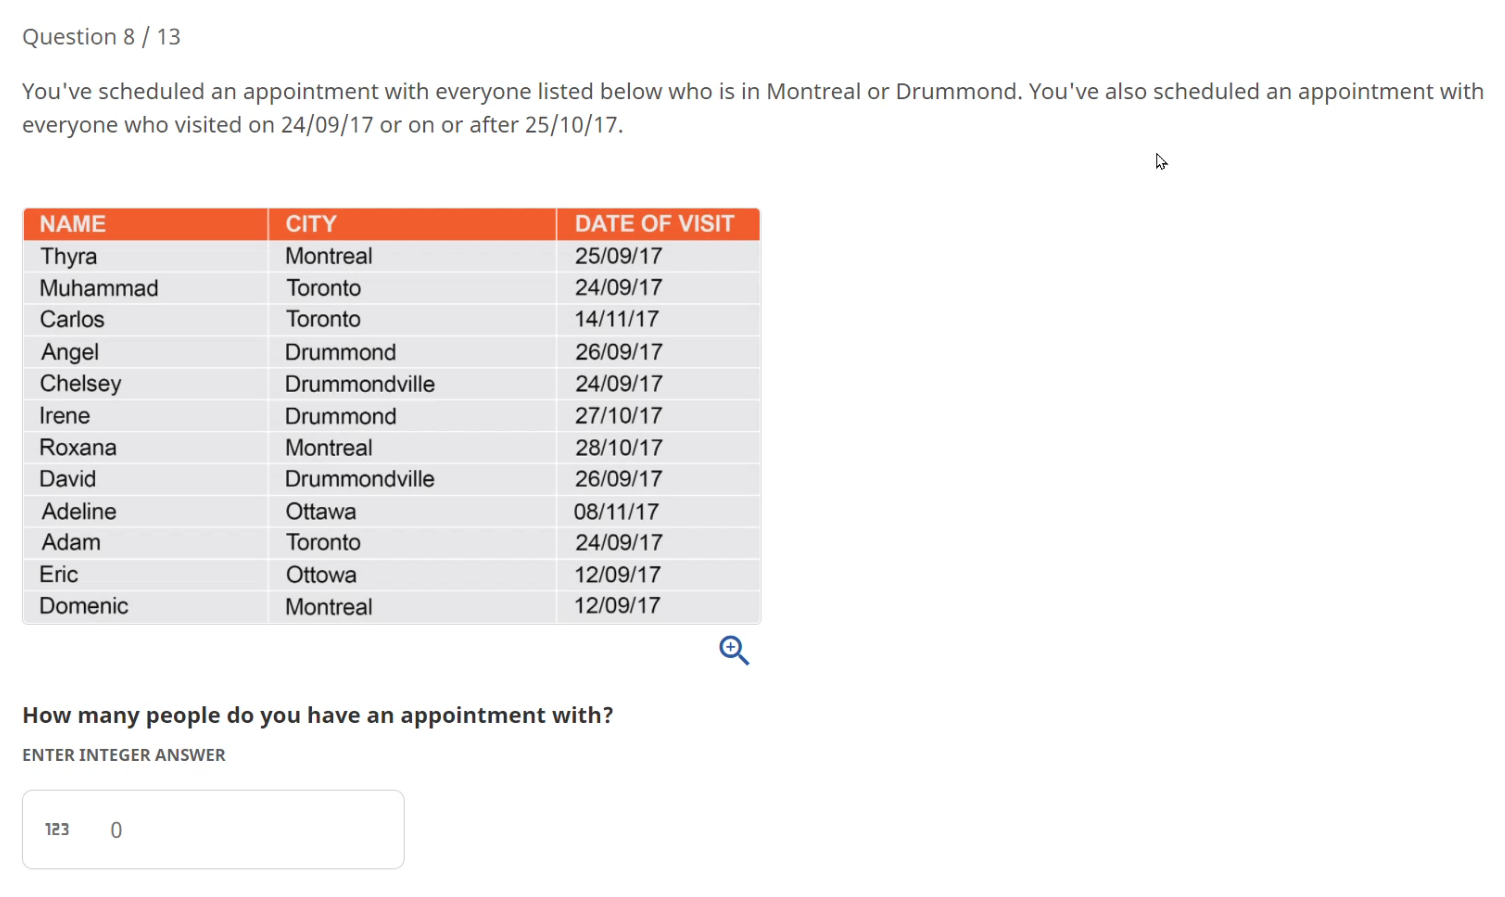 Question 8 / 13
You've scheduled an appointment with everyone listed below who is in Montreal or Drummond. You've also scheduled an appointment with
everyone who visited on 24/09/17 or on or after 25/10/17.
NAME CITY DATE OF VISIT
Thyra Montreal 25/09/17
Muhammad Toronto 24/09/17
Carlos Toronto 14/11/17
Angel Drummond 26/09/17
Chelsey Drummondville 24/09/17
Irene Drummond 27/10/17
Roxana Montreal 28/10/17
David Drummondville 26/09/17
Adeline Ottawa 08/11/17
Adam Toronto 24/09/17
Eric Ottowa 12/09/17
Domenic Montreal 12/09/17
How many people do you have an appointment with?
ENTER INTEGER ANSWER
123 0